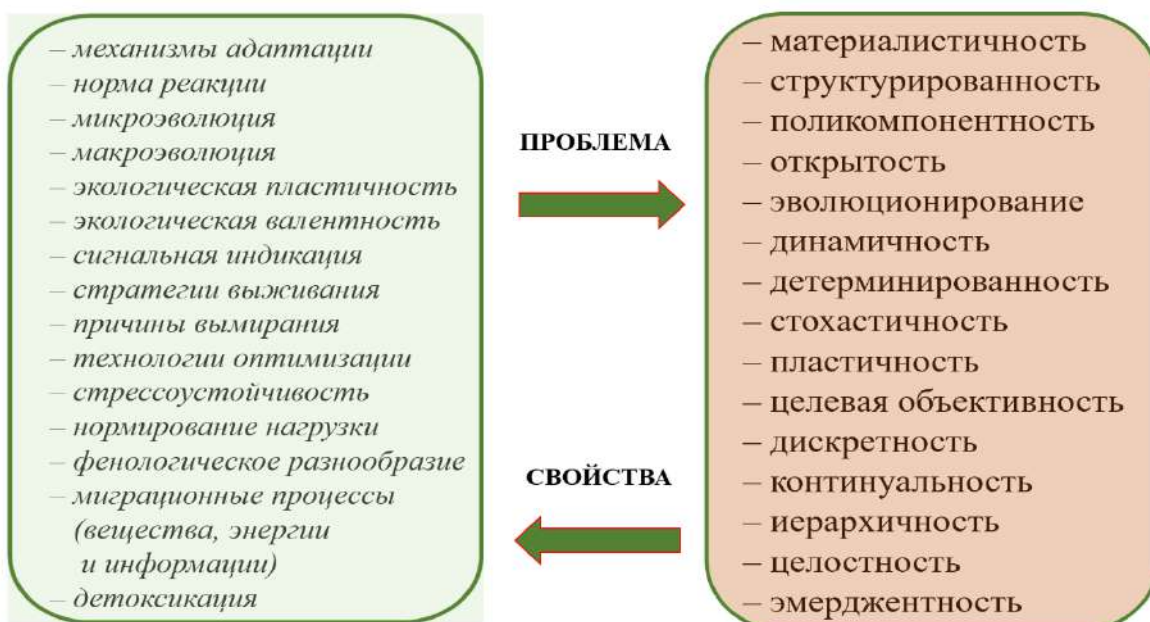 – механизмы адаптации
– норма реакции
– микроэволюция
– макроэволюция
– экологическая пластичность
– экологическая валентность
– сигнальная индикация
– стратегии выживания
– причины вымирания
– технологии оптимизации
– стрессоустойчивость
– нормирование нагрузки
– фенологическое разнообразие
– миграционные процессы
(вещества, энергии
и информации)
– детоксикация
ПРОБЛЕМА
СВОЙСТВА
– материалистичность
– структурированность
– поликомпонентность
– открытость
– эволюционирование
– динамичность
– детерминированность
– стохастичность
– пластичность
– целевая объективность
– дискретность
– континуальность
– иерархичность
– целостность
– эмерджентность